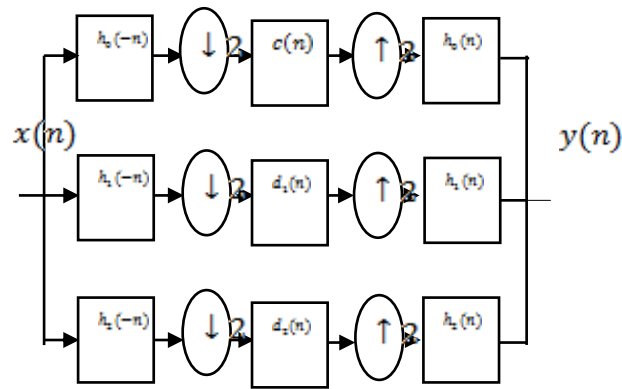 h₀(−n) ↓2 c(n) ↑2 h₀(n)
x(n) y(n)
h₁(−n) ↓2 d₁(n) ↑2 h₁(n)
h₂(−n) ↓2 d₂(n) ↑2 h₂(n)